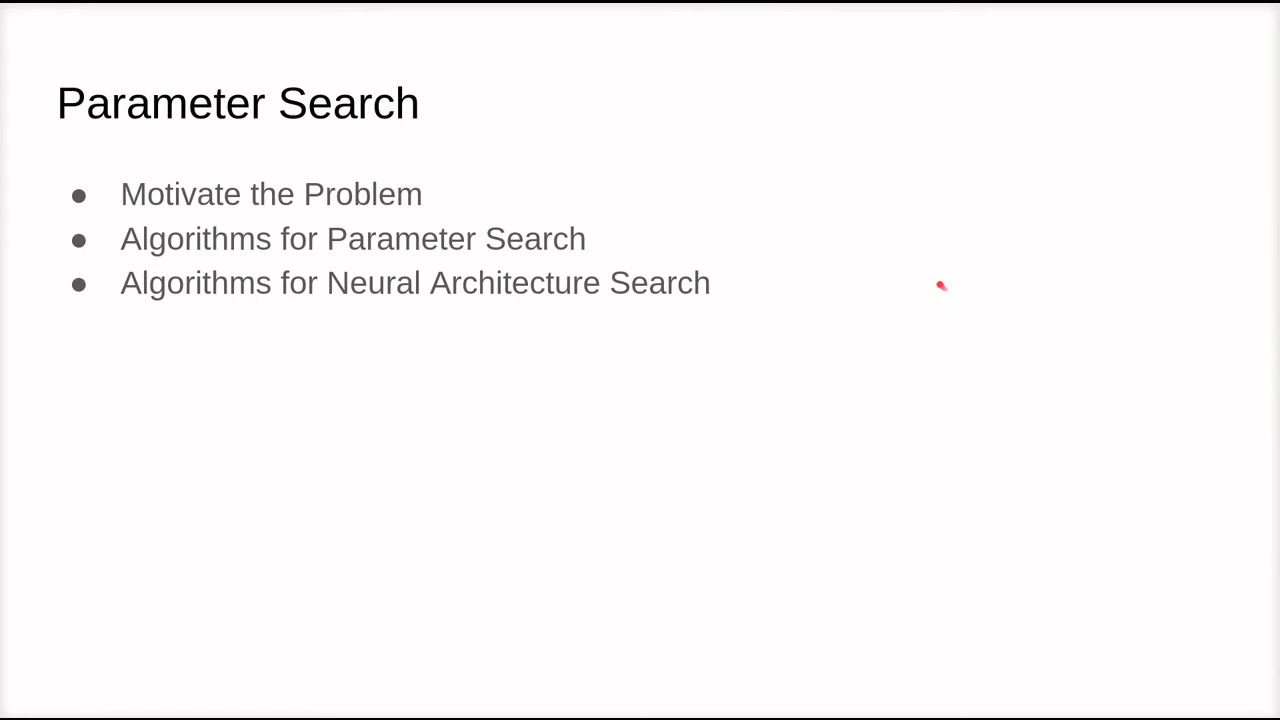 Parameter Search
● Motivate the Problem
● Algorithms for Parameter Search
● Algorithms for Neural Architecture Search